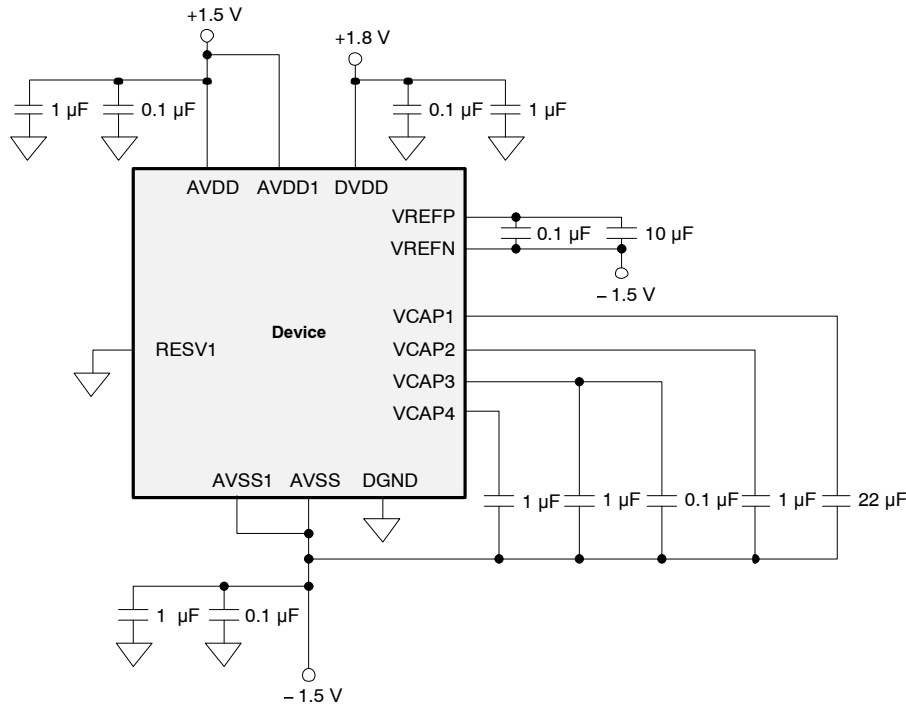 +1.5 V
+1.8 V
1 µF
0.1 µF
0.1 µF
1 µF
AVDD
AVDD1
DVDD
VREFP
0.1 µF
10 µF
VREFN
– 1.5 V
VCAP1
Device
RESV1
VCAP2
VCAP3
VCAP4
AVSS1
AVSS
DGND
1 µF
1 µF
0.1 µF
1 µF
22 µF
1 µF
0.1 µF
– 1.5 V